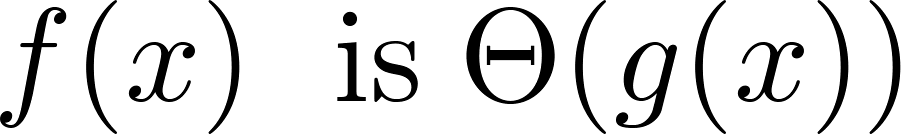 f(x) is Θ(g(x))